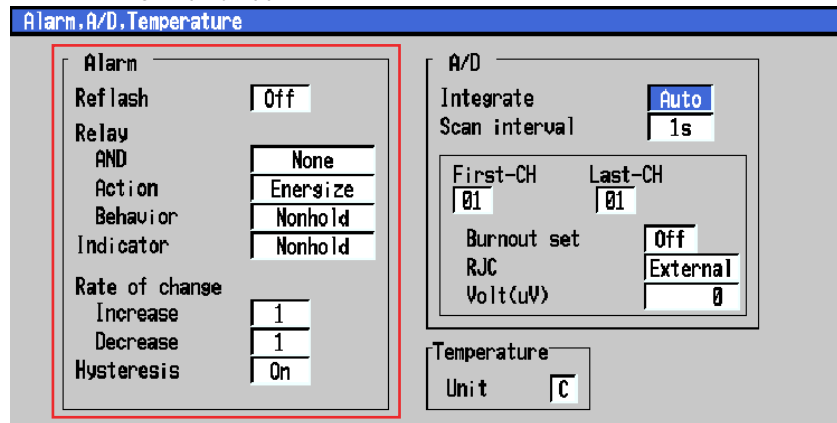 Alarm,A/D,Temperature
Alarm
Reflash Off
Relay
AND None
Action Energize
Behavior Nonhold
Indicator Nonhold
Rate of change
Increase 1
Decrease 1
Hysteresis On
A/D
Integrate Auto
Scan interval 1s
First-CH Last-CH
01 01
Burnout set Off
RJC External
Volt(uV) 0
Temperature
Unit C